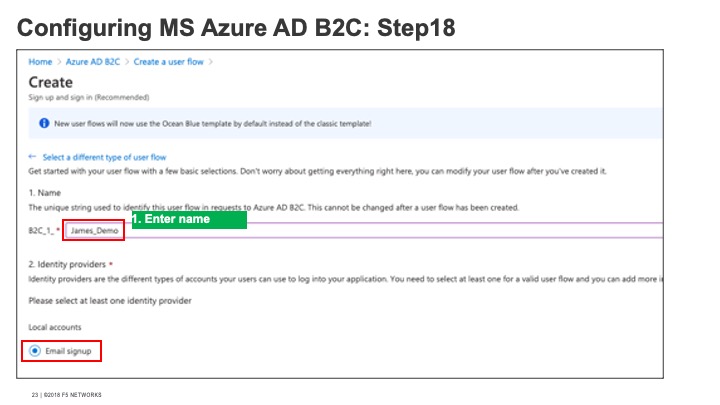 Configuring MS Azure AD B2C: Step18
Home > Azure AD B2C > Create a user flow >
Create
Sign up and sign in (Recommended)
New user flows will now use the Ocean Blue template by default instead of the classic template!
← Select a different type of user flow
Get started with your user flow with a few basic selections. Don't worry about getting everything right here, you can modify your user flow after you've created it.
1. Name
The unique string used to identify this user flow in requests to Azure AD B2C. This cannot be changed after a user flow has been created.
1. Enter name
B2C_1_ * James_Demo
2. Identity providers *
Identity providers are the different types of accounts your users can use to log into your application. You need to select at least one for a valid user flow and you can add more i
Please select at least one identity provider
Local accounts
Email signup
23 | ©2018 F5 NETWORKS